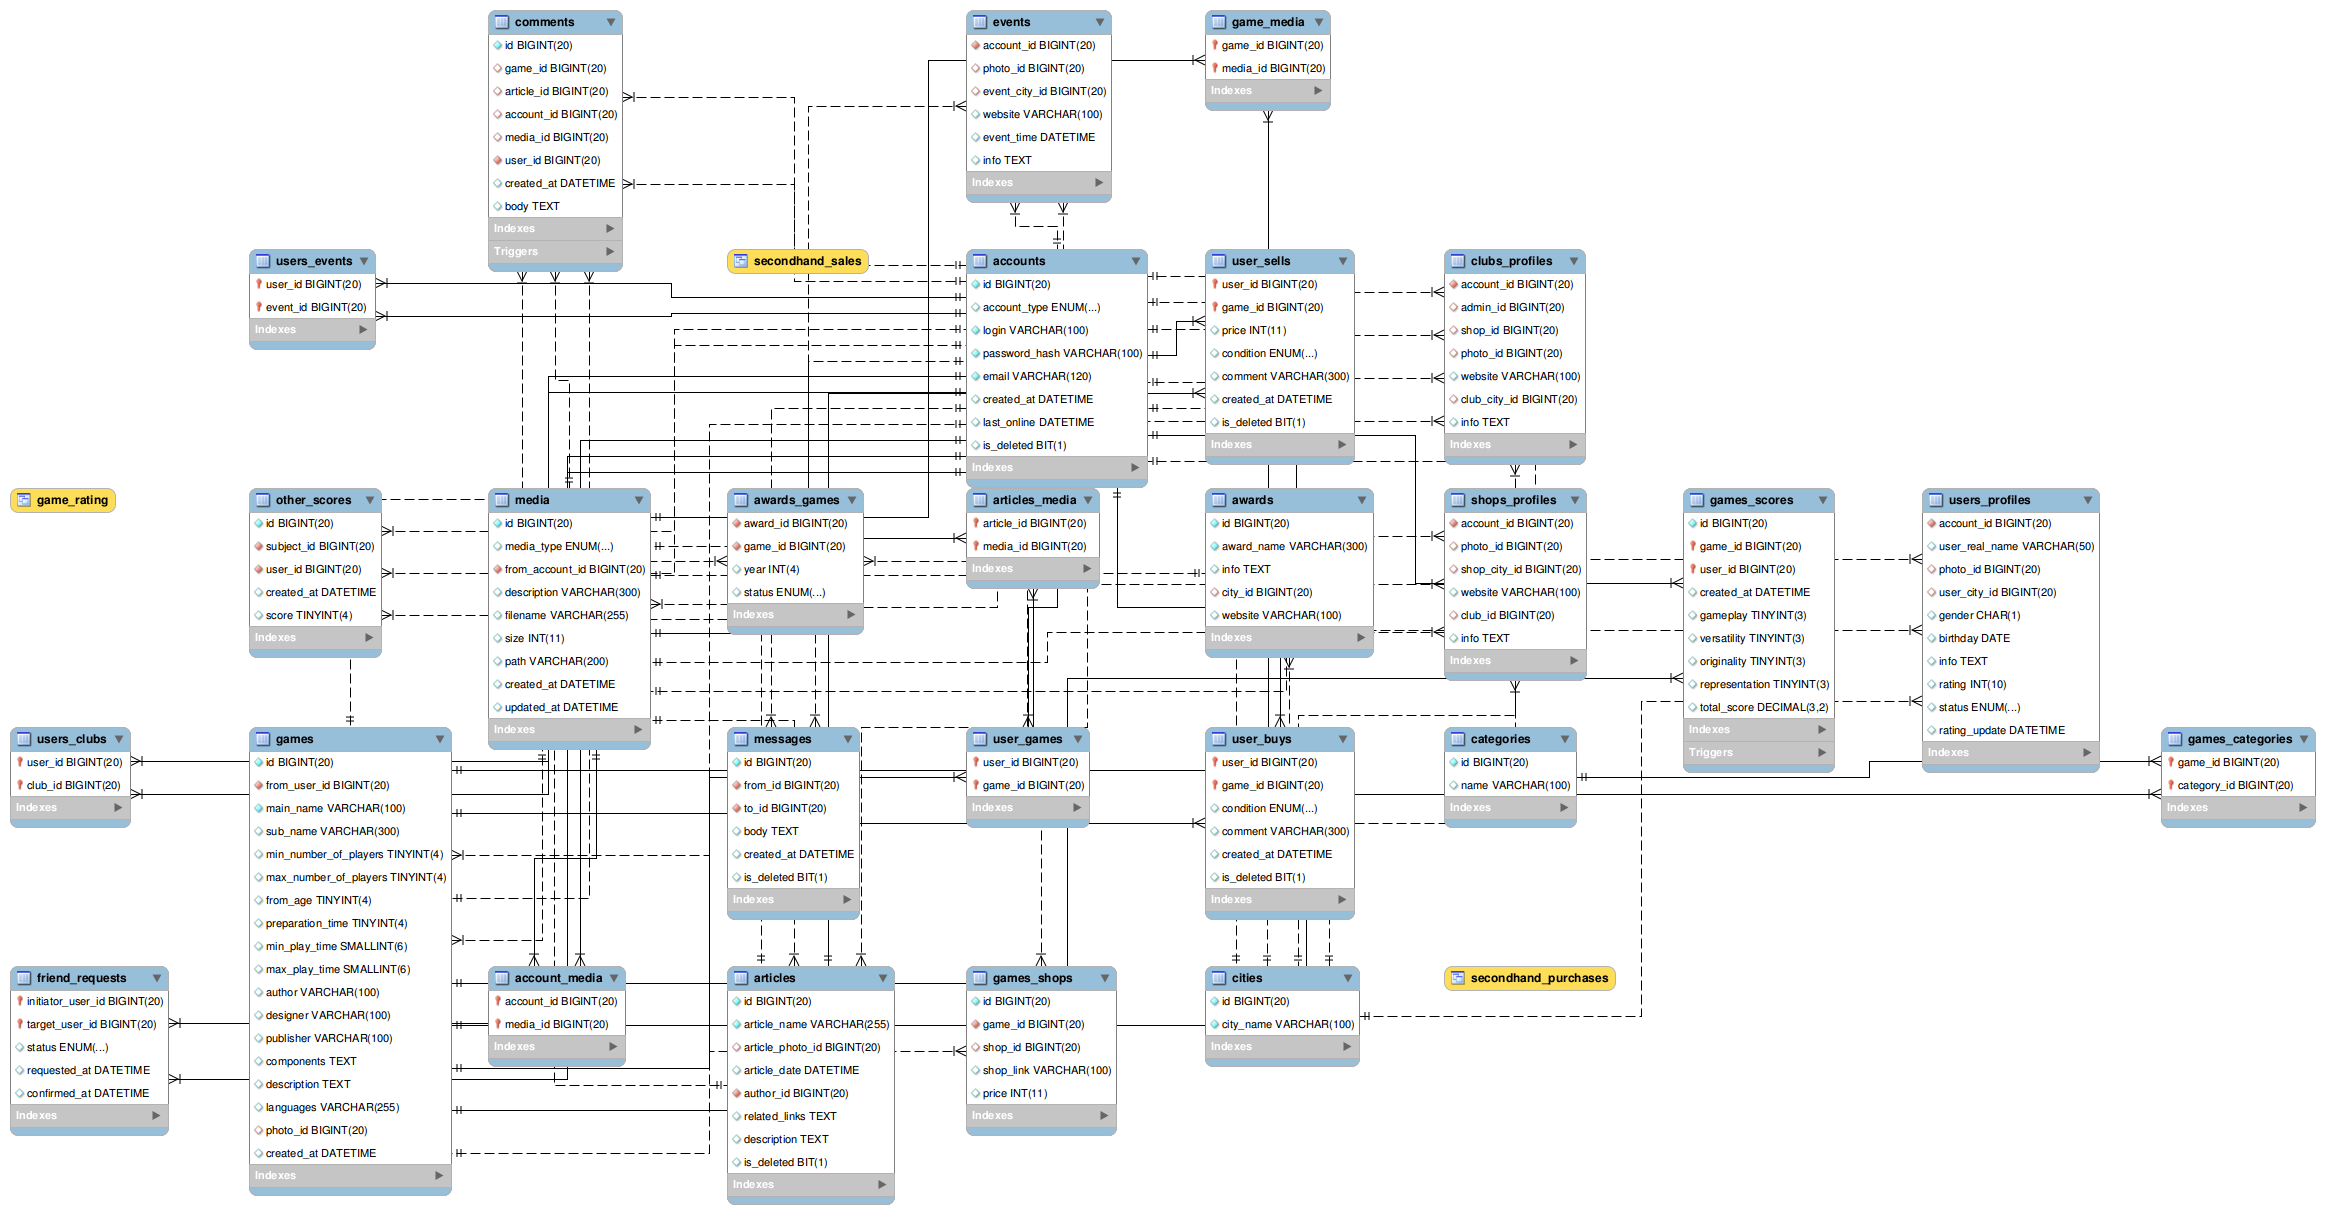 comments
id BIGINT(20)
game_id BIGINT(20)
article_id BIGINT(20)
account_id BIGINT(20)
media_id BIGINT(20)
user_id BIGINT(20)
created_at DATETIME
body TEXT
Indexes
Triggers
events
account_id BIGINT(20)
photo_id BIGINT(20)
event_city_id BIGINT(20)
website VARCHAR(100)
event_time DATETIME
info TEXT
Indexes
game_media
game_id BIGINT(20)
media_id BIGINT(20)
Indexes
users_events
user_id BIGINT(20)
event_id BIGINT(20)
Indexes
secondhand_sales
accounts
id BIGINT(20)
account_type ENUM(...)
login VARCHAR(100)
password_hash VARCHAR(100)
email VARCHAR(120)
created_at DATETIME
last_online DATETIME
is_deleted BIT(1)
Indexes
user_sells
user_id BIGINT(20)
game_id BIGINT(20)
price INT(11)
condition ENUM(...)
comment VARCHAR(300)
created_at DATETIME
is_deleted BIT(1)
Indexes
clubs_profiles
account_id BIGINT(20)
admin_id BIGINT(20)
shop_id BIGINT(20)
photo_id BIGINT(20)
website VARCHAR(100)
club_city_id BIGINT(20)
info TEXT
Indexes
game_rating
other_scores
id BIGINT(20)
subject_id BIGINT(20)
user_id BIGINT(20)
created_at DATETIME
score TINYINT(4)
Indexes
media
id BIGINT(20)
media_type ENUM(...)
from_account_id BIGINT(20)
description VARCHAR(300)
filename VARCHAR(255)
size INT(11)
path VARCHAR(200)
created_at DATETIME
updated_at DATETIME
Indexes
awards_games
award_id BIGINT(20)
game_id BIGINT(20)
year INT(4)
status ENUM(...)
Indexes
articles_media
article_id BIGINT(20)
media_id BIGINT(20)
Indexes
awards
id BIGINT(20)
award_name VARCHAR(300)
info TEXT
city_id BIGINT(20)
website VARCHAR(100)
Indexes
shops_profiles
account_id BIGINT(20)
photo_id BIGINT(20)
shop_city_id BIGINT(20)
website VARCHAR(100)
club_id BIGINT(20)
info TEXT
Indexes
games_scores
id BIGINT(20)
game_id BIGINT(20)
user_id BIGINT(20)
created_at DATETIME
gameplay TINYINT(3)
versatility TINYINT(3)
originality TINYINT(3)
representation TINYINT(3)
total_score DECIMAL(3,2)
Indexes
Triggers
users_profiles
account_id BIGINT(20)
user_real_name VARCHAR(50)
photo_id BIGINT(20)
user_city_id BIGINT(20)
gender CHAR(1)
birthday DATE
info TEXT
rating INT(10)
status ENUM(...)
rating_update DATETIME
Indexes
users_clubs
user_id BIGINT(20)
club_id BIGINT(20)
Indexes
games
id BIGINT(20)
from_user_id BIGINT(20)
main_name VARCHAR(100)
sub_name VARCHAR(300)
min_number_of_players TINYINT(4)
max_number_of_players TINYINT(4)
from_age TINYINT(4)
preparation_time TINYINT(4)
min_play_time SMALLINT(6)
max_play_time SMALLINT(6)
author VARCHAR(100)
designer VARCHAR(100)
publisher VARCHAR(100)
components TEXT
description TEXT
languages VARCHAR(255)
photo_id BIGINT(20)
created_at DATETIME
Indexes
messages
id BIGINT(20)
from_id BIGINT(20)
to_id BIGINT(20)
body TEXT
created_at DATETIME
is_deleted BIT(1)
Indexes
user_games
user_id BIGINT(20)
game_id BIGINT(20)
Indexes
user_buys
user_id BIGINT(20)
game_id BIGINT(20)
condition ENUM(...)
comment VARCHAR(300)
created_at DATETIME
is_deleted BIT(1)
Indexes
categories
id BIGINT(20)
name VARCHAR(100)
Indexes
games_categories
game_id BIGINT(20)
category_id BIGINT(20)
Indexes
friend_requests
initiator_user_id BIGINT(20)
target_user_id BIGINT(20)
status ENUM(...)
requested_at DATETIME
confirmed_at DATETIME
Indexes
account_media
account_id BIGINT(20)
media_id BIGINT(20)
Indexes
articles
id BIGINT(20)
article_name VARCHAR(255)
article_photo_id BIGINT(20)
article_date DATETIME
author_id BIGINT(20)
related_links TEXT
description TEXT
is_deleted BIT(1)
Indexes
games_shops
id BIGINT(20)
game_id BIGINT(20)
shop_id BIGINT(20)
shop_link VARCHAR(100)
price INT(11)
Indexes
cities
id BIGINT(20)
city_name VARCHAR(100)
Indexes
secondhand_purchases